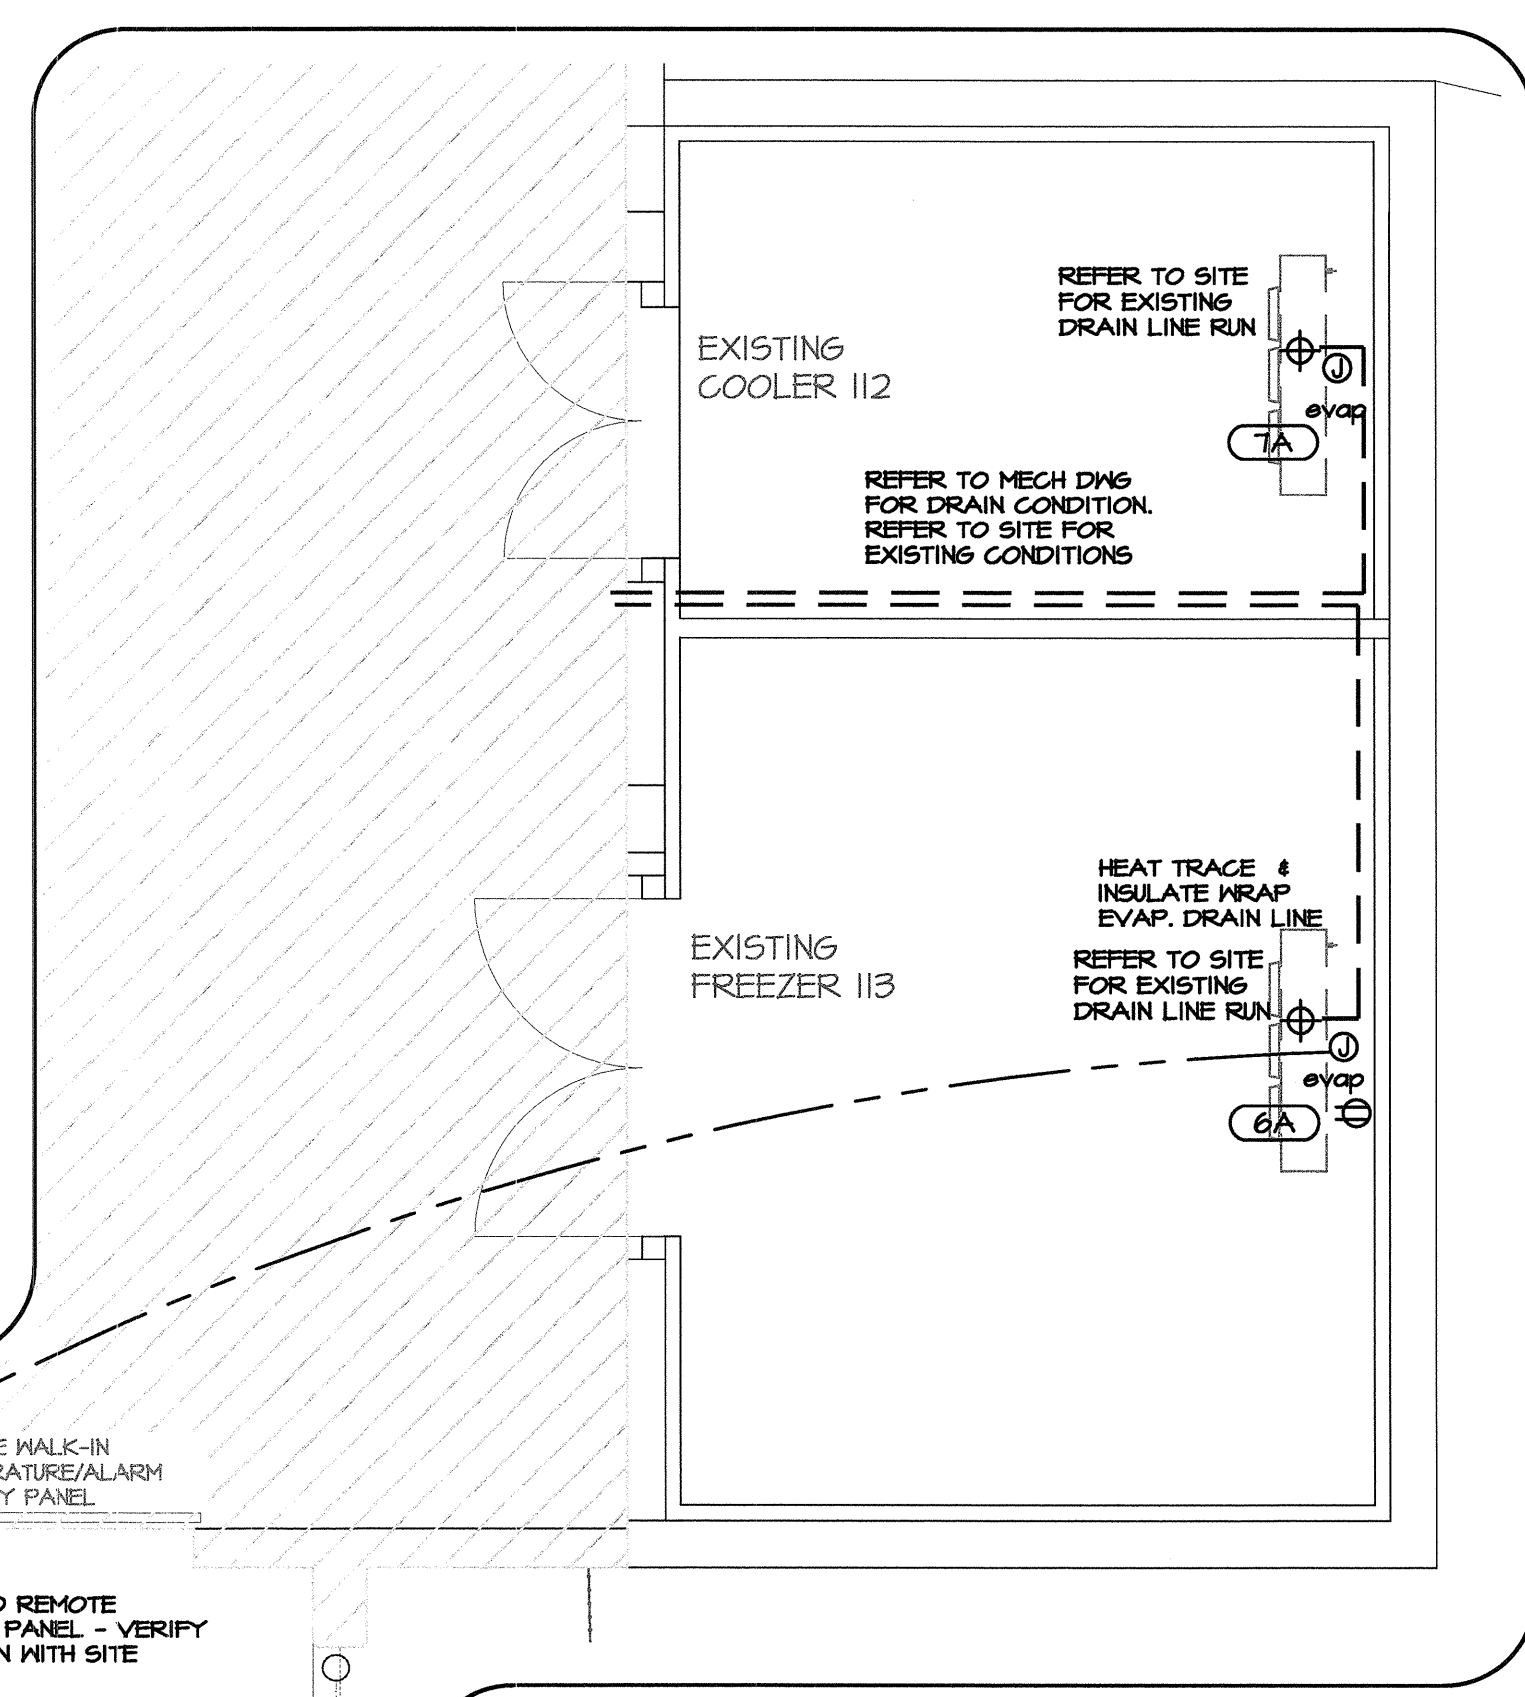 REFER TO SITE
FOR EXISTING
DRAIN LINE RUN
EXISTING
COOLER 112
J
evap
7A
REFER TO MECH DWG
FOR DRAIN CONDITION.
REFER TO SITE FOR
EXISTING CONDITIONS
HEAT TRACE &
INSULATE WRAP
EVAP. DRAIN LINE
EXISTING
FREEZER 113
REFER TO SITE
FOR EXISTING
DRAIN LINE RUN
J
evap
6A
E WALK-IN
RATURE/ALARM
Y PANEL
REMOTE
PANEL - VERIFY
N WITH SITE